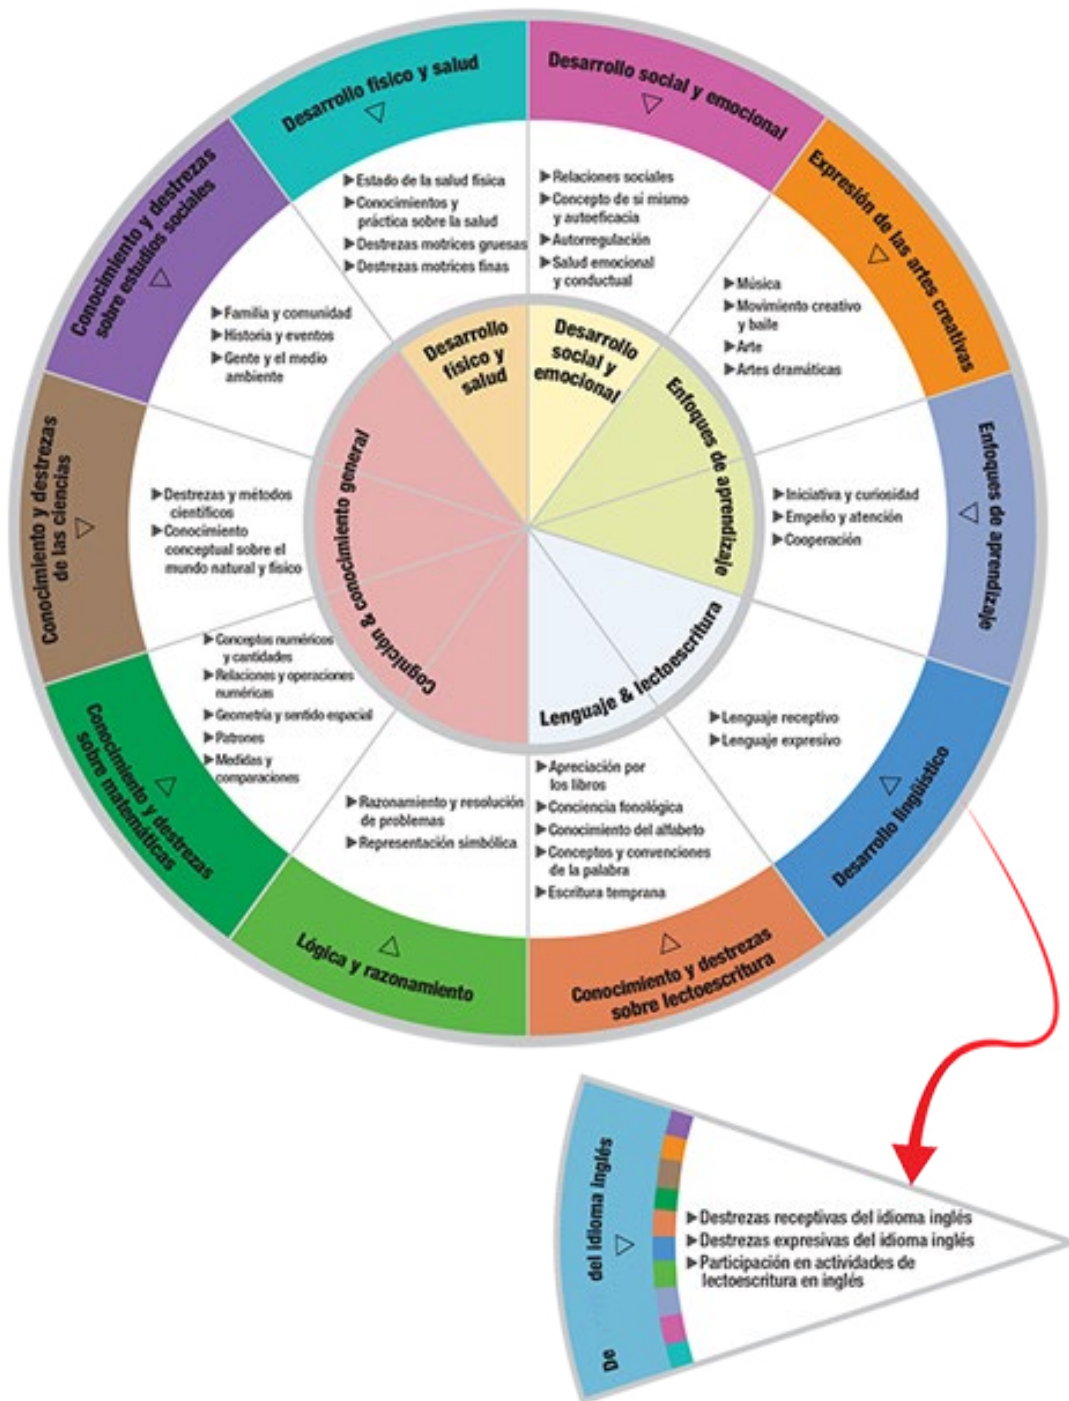 Desarrollo físico y salud
▶Estado de la salud física
▶Conocimientos y
práctica sobre la salud
▶Destrezas motrices gruesas
▶Destrezas motrices finas
Desarrollo social y emocional
▶Relaciones sociales
▶Concepto de sí mismo
y autoeficacia
▶Autorregulación
▶Salud emocional
y conductual
Expresión de las artes creativas
▶Música
▶Movimiento creativo
y baile
▶Arte
▶Artes dramáticas
Enfoques de aprendizaje
▶Iniciativa y curiosidad
▶Empeño y atención
▶Cooperación
Desarrollo lingüístico
▶Lenguaje receptivo
▶Lenguaje expresivo
Conocimiento y destrezas
sobre lectoescritura
▶Apreciación por
los libros
▶Conciencia fonológica
▶Conocimiento del alfabeto
▶Conceptos y convenciones
de la palabra
▶Escritura temprana
Lógica y razonamiento
▶Razonamiento y resolución
de problemas
▶Representación simbólica
Conocimiento y destrezas
sobre matemáticas
▶Conceptos numéricos
y cantidades
▶Relaciones y operaciones
numéricas
▶Geometría y sentido espacial
▶Patrones
▶Medidas y
comparaciones
Conocimiento y destrezas
de las ciencias
▶Destrezas y métodos
científicos
▶Conocimiento
conceptual sobre el
mundo natural y físico
Conocimiento y destrezas
sobre estudios sociales
▶Familia y comunidad
▶Historia y eventos
▶Gente y el medio
ambiente
Desarrollo
físico y
salud
Desarrollo
social y
emocional
Enfoques de aprendizaje
Lenguaje & lectoescritura
Cognición & conocimiento general
De del idioma inglés
▶Destrezas receptivas del idioma inglés
▶Destrezas expresivas del idioma inglés
▶Participación en actividades de
lectoescritura en inglés